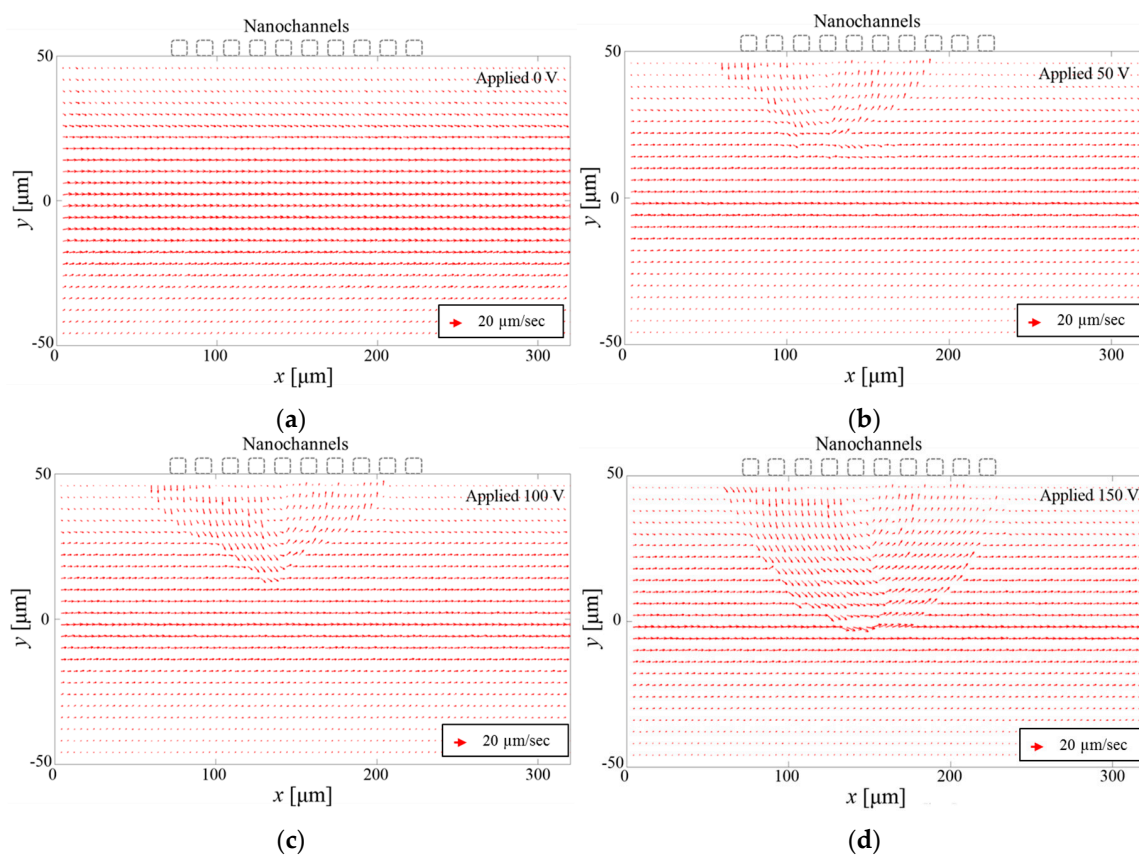 Nanochannels
50
Applied 0 V
y [μm]
0
20 μm/sec
-50
0
100
200
300
x [μm]
(a)
Nanochannels
50
Applied 50 V
y [μm]
0
20 μm/sec
-50
0
100
200
300
x [μm]
(b)
Nanochannels
50
Applied 100 V
y [μm]
0
20 μm/sec
-50
0
100
200
300
x [μm]
(c)
Nanochannels
50
Applied 150 V
y [μm]
0
20 μm/sec
-50
0
100
200
300
x [μm]
(d)